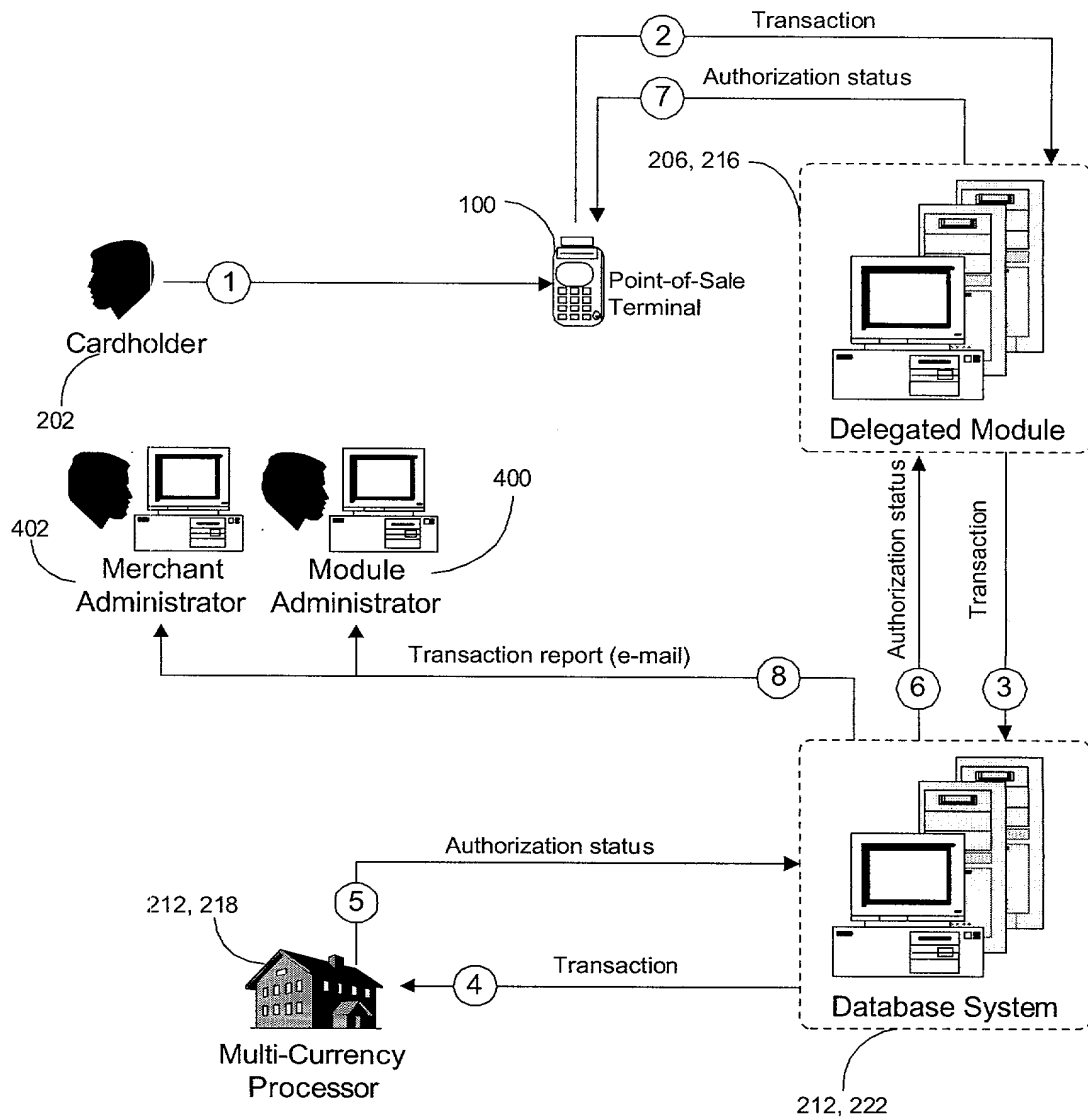 2
Transaction
Authorization status
7
206, 216
100
1
Point-of-Sale
Terminal
Cardholder
202
Delegated Module
400
402
Merchant
Administrator
Module
Administrator
Authorization status
Transaction
Transaction report (e-mail)
8
6
3
Authorization status
5
212, 218
4
Transaction
Database System
Multi-Currency
Processor
212, 222